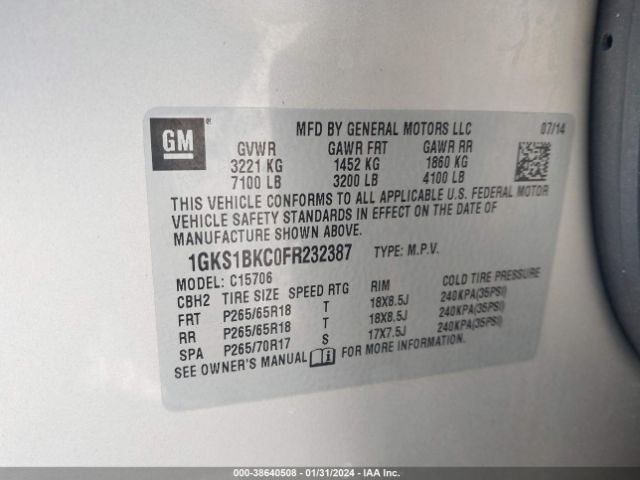 GM
®
MFD BY GENERAL MOTORS LLC 07/14
GVWR GAWR FRT GAWR RR
3221 KG 1452 KG 1860 KG
7100 LB 3200 LB 4100 LB
THIS VEHICLE CONFORMS TO ALL APPLICABLE U.S. FEDERAL MOTOR
VEHICLE SAFETY STANDARDS IN EFFECT ON THE DATE OF
MANUFACTURE SHOWN ABOVE.
1GKS1BKC0FR232387 TYPE: M.P.V.
MODEL: C15706
CBH2 TIRE SIZE SPEED RTG RIM COLD TIRE PRESSURE
FRT P265/65R18 T 18X8.5J 240KPA(35PSI)
RR P265/65R18 T 18X8.5J 240KPA(35PSI)
SPA P265/70R17 S 17X7.5J 240KPA(35PSI)
SEE OWNER'S MANUAL i FOR MORE INFORMATION.
000-38640508 - 01/31/2024 - IAA Inc.